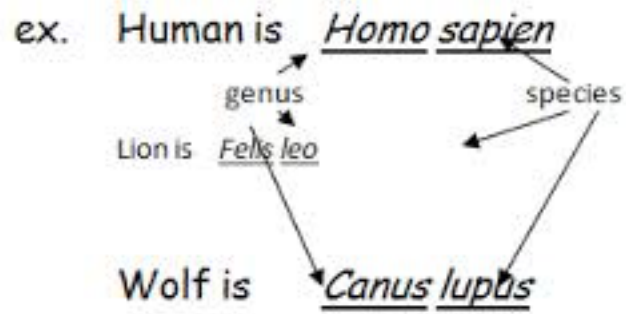 ex. Human is Homo sapien
genus species
Lion is Felis leo
Wolf is Canus lupus